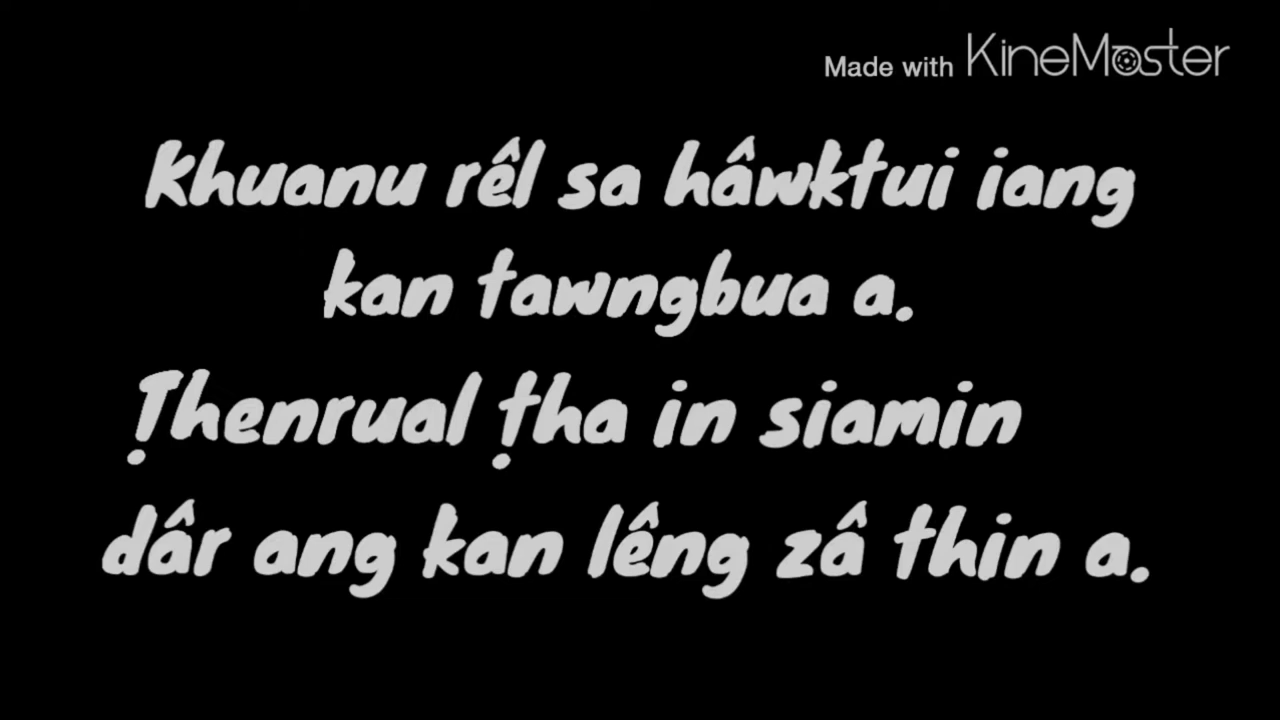 Made with KineMaster
Khuanu rêl sa hâwktui iang
kan tawngbua a.
Ṭhenrual ṭha in siamin
dâr ang kan lêng zâ thin a.